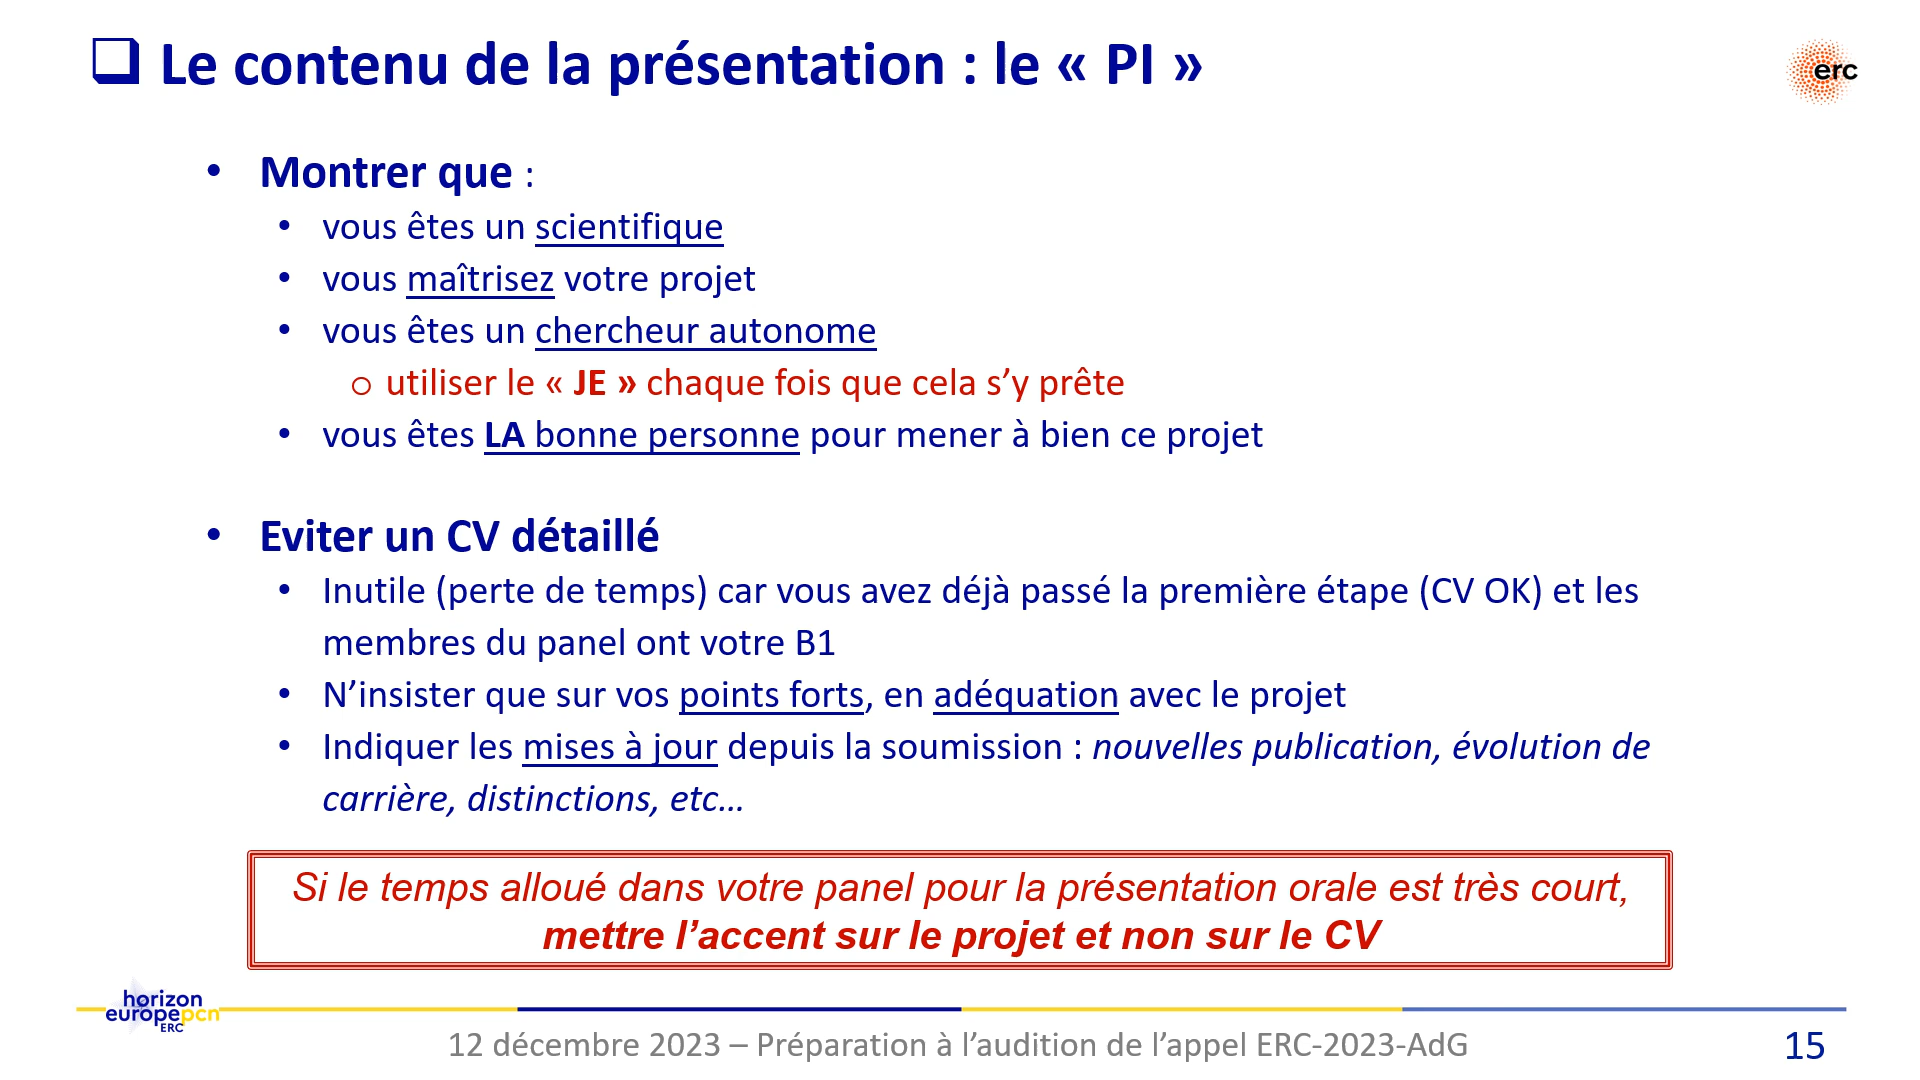 ❑ Le contenu de la présentation : le « PI »
erc
• Montrer que :
• vous êtes un scientifique
• vous maîtrisez votre projet
• vous êtes un chercheur autonome
o utiliser le « JE » chaque fois que cela s’y prête
• vous êtes LA bonne personne pour mener à bien ce projet
• Eviter un CV détaillé
• Inutile (perte de temps) car vous avez déjà passé la première étape (CV OK) et les
membres du panel ont votre B1
• N’insister que sur vos points forts, en adéquation avec le projet
• Indiquer les mises à jour depuis la soumission : nouvelles publication, évolution de
carrière, distinctions, etc…
Si le temps alloué dans votre panel pour la présentation orale est très court,
mettre l’accent sur le projet et non sur le CV
horizon
europepcn
ERC
12 décembre 2023 – Préparation à l’audition de l’appel ERC-2023-AdG
15